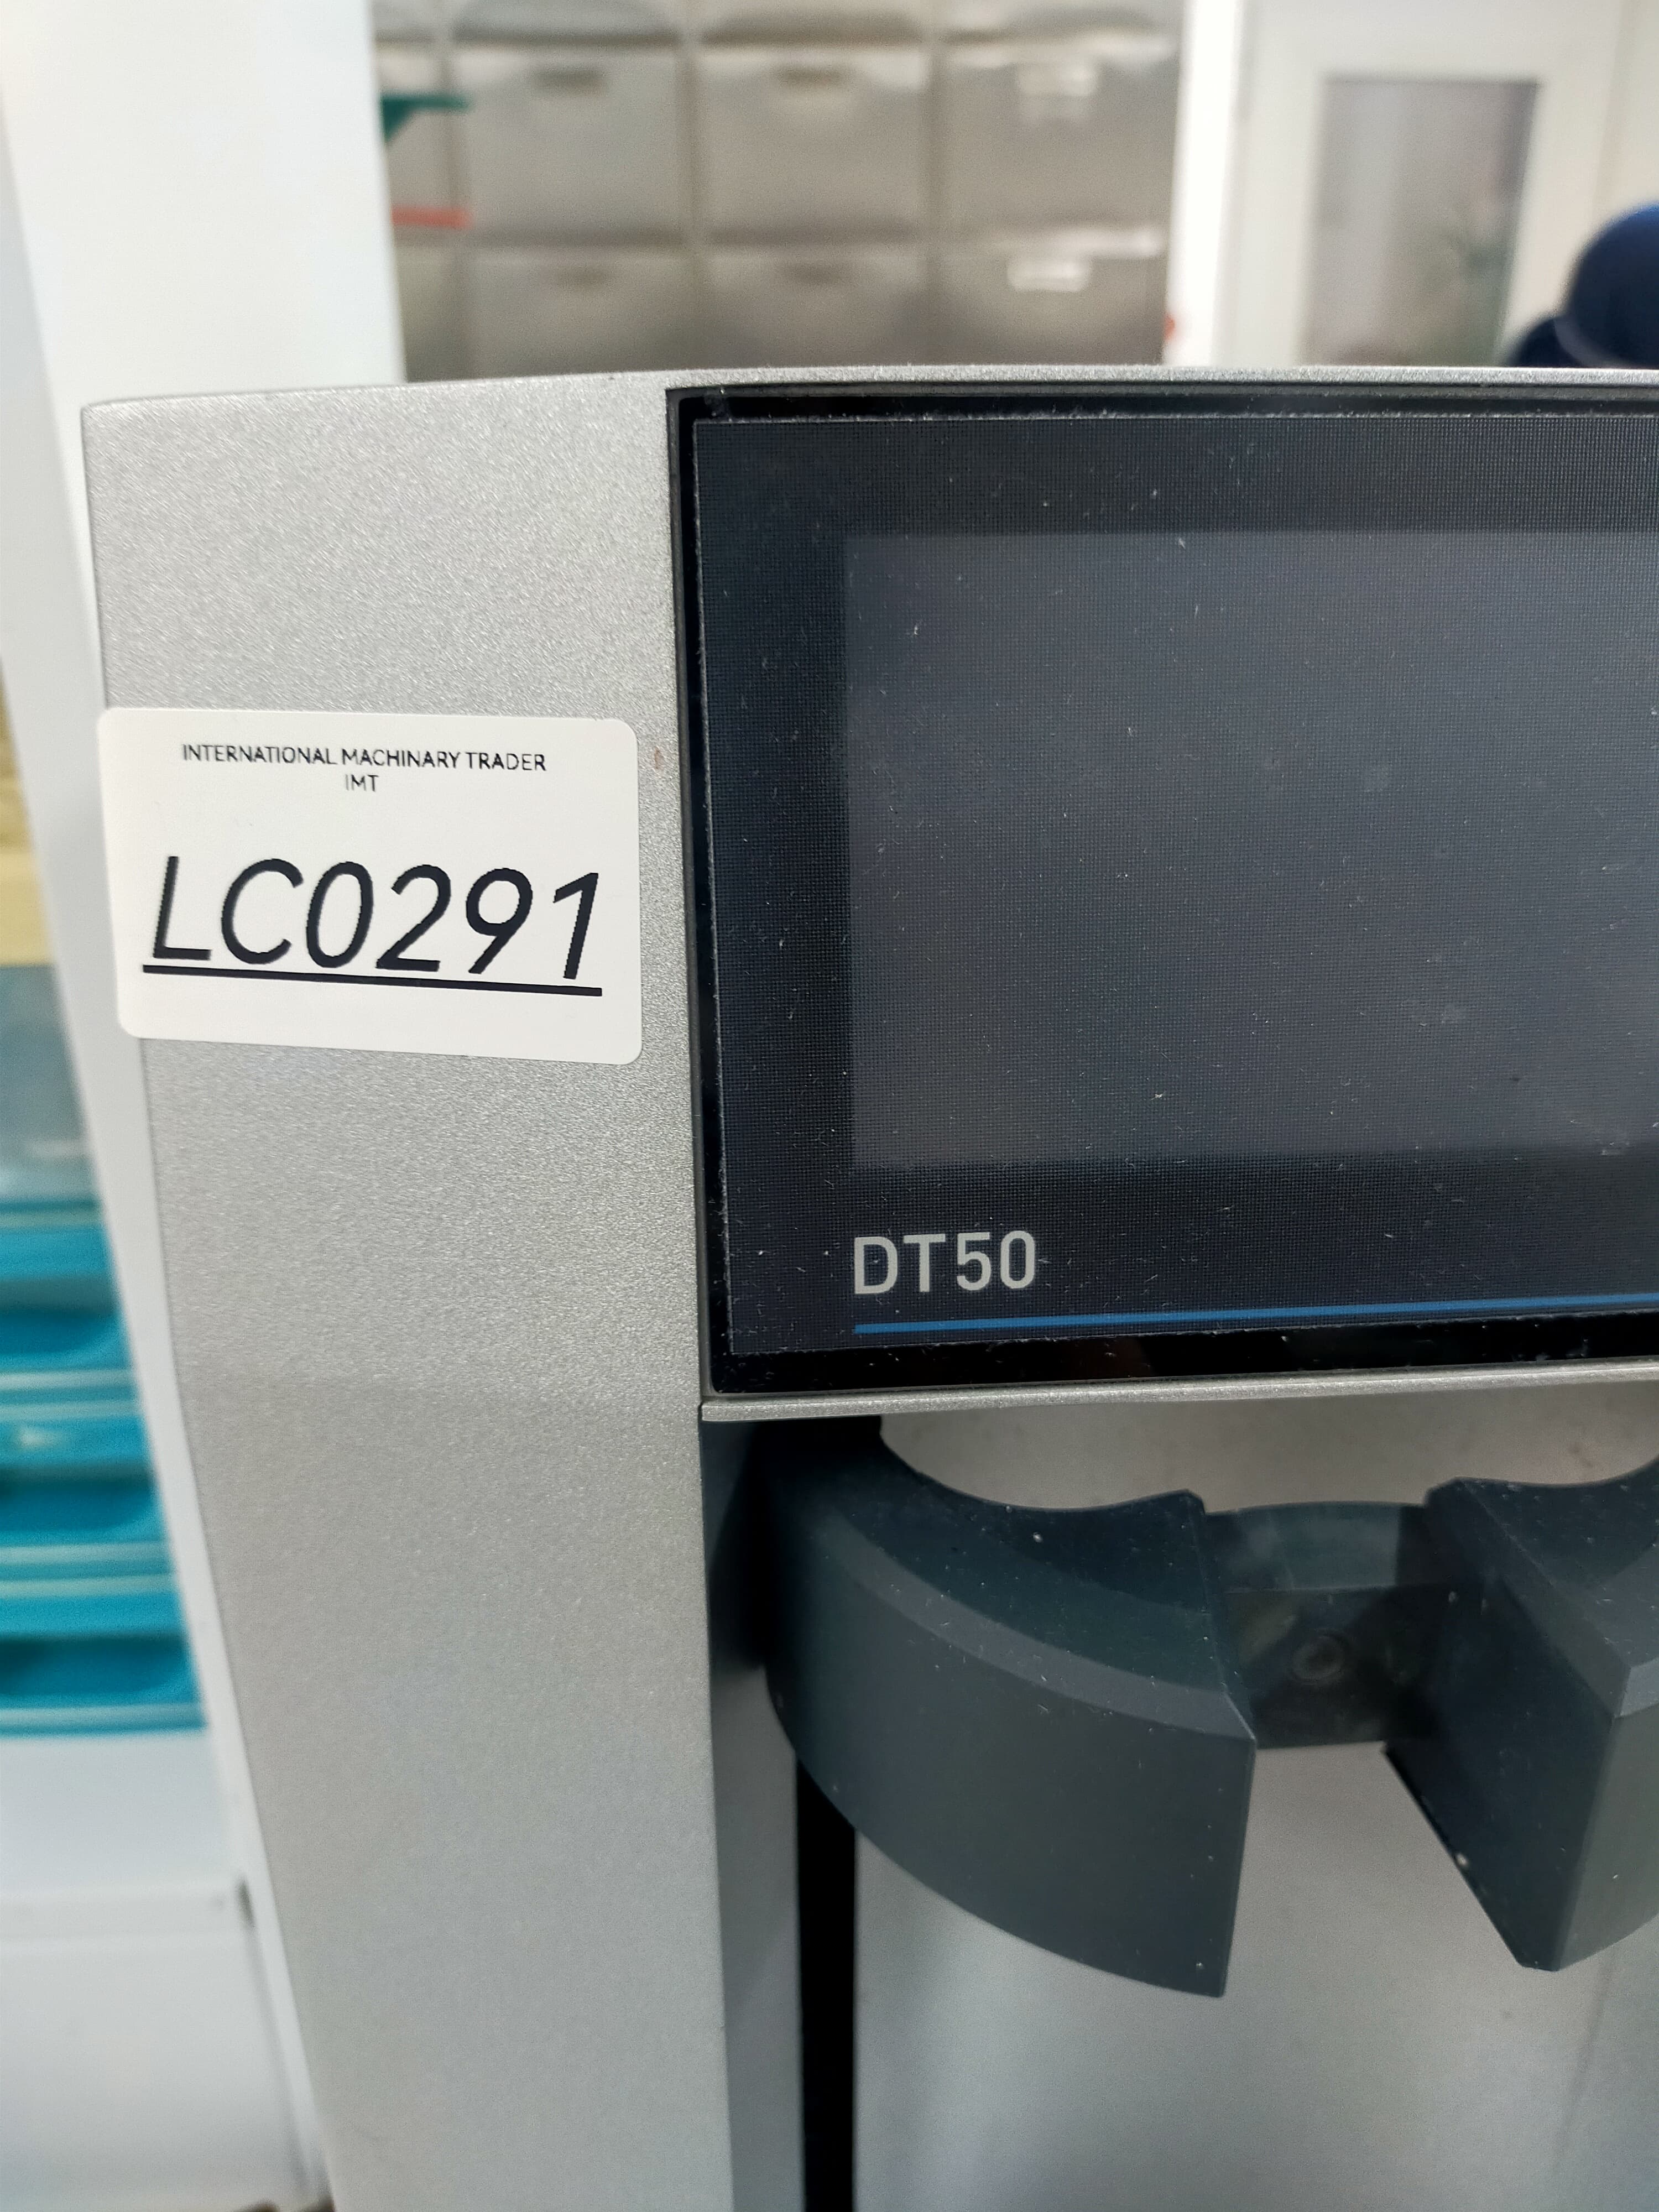 INTERNATIONAL MACHINARY TRADER
IMT
LC0291
DT50